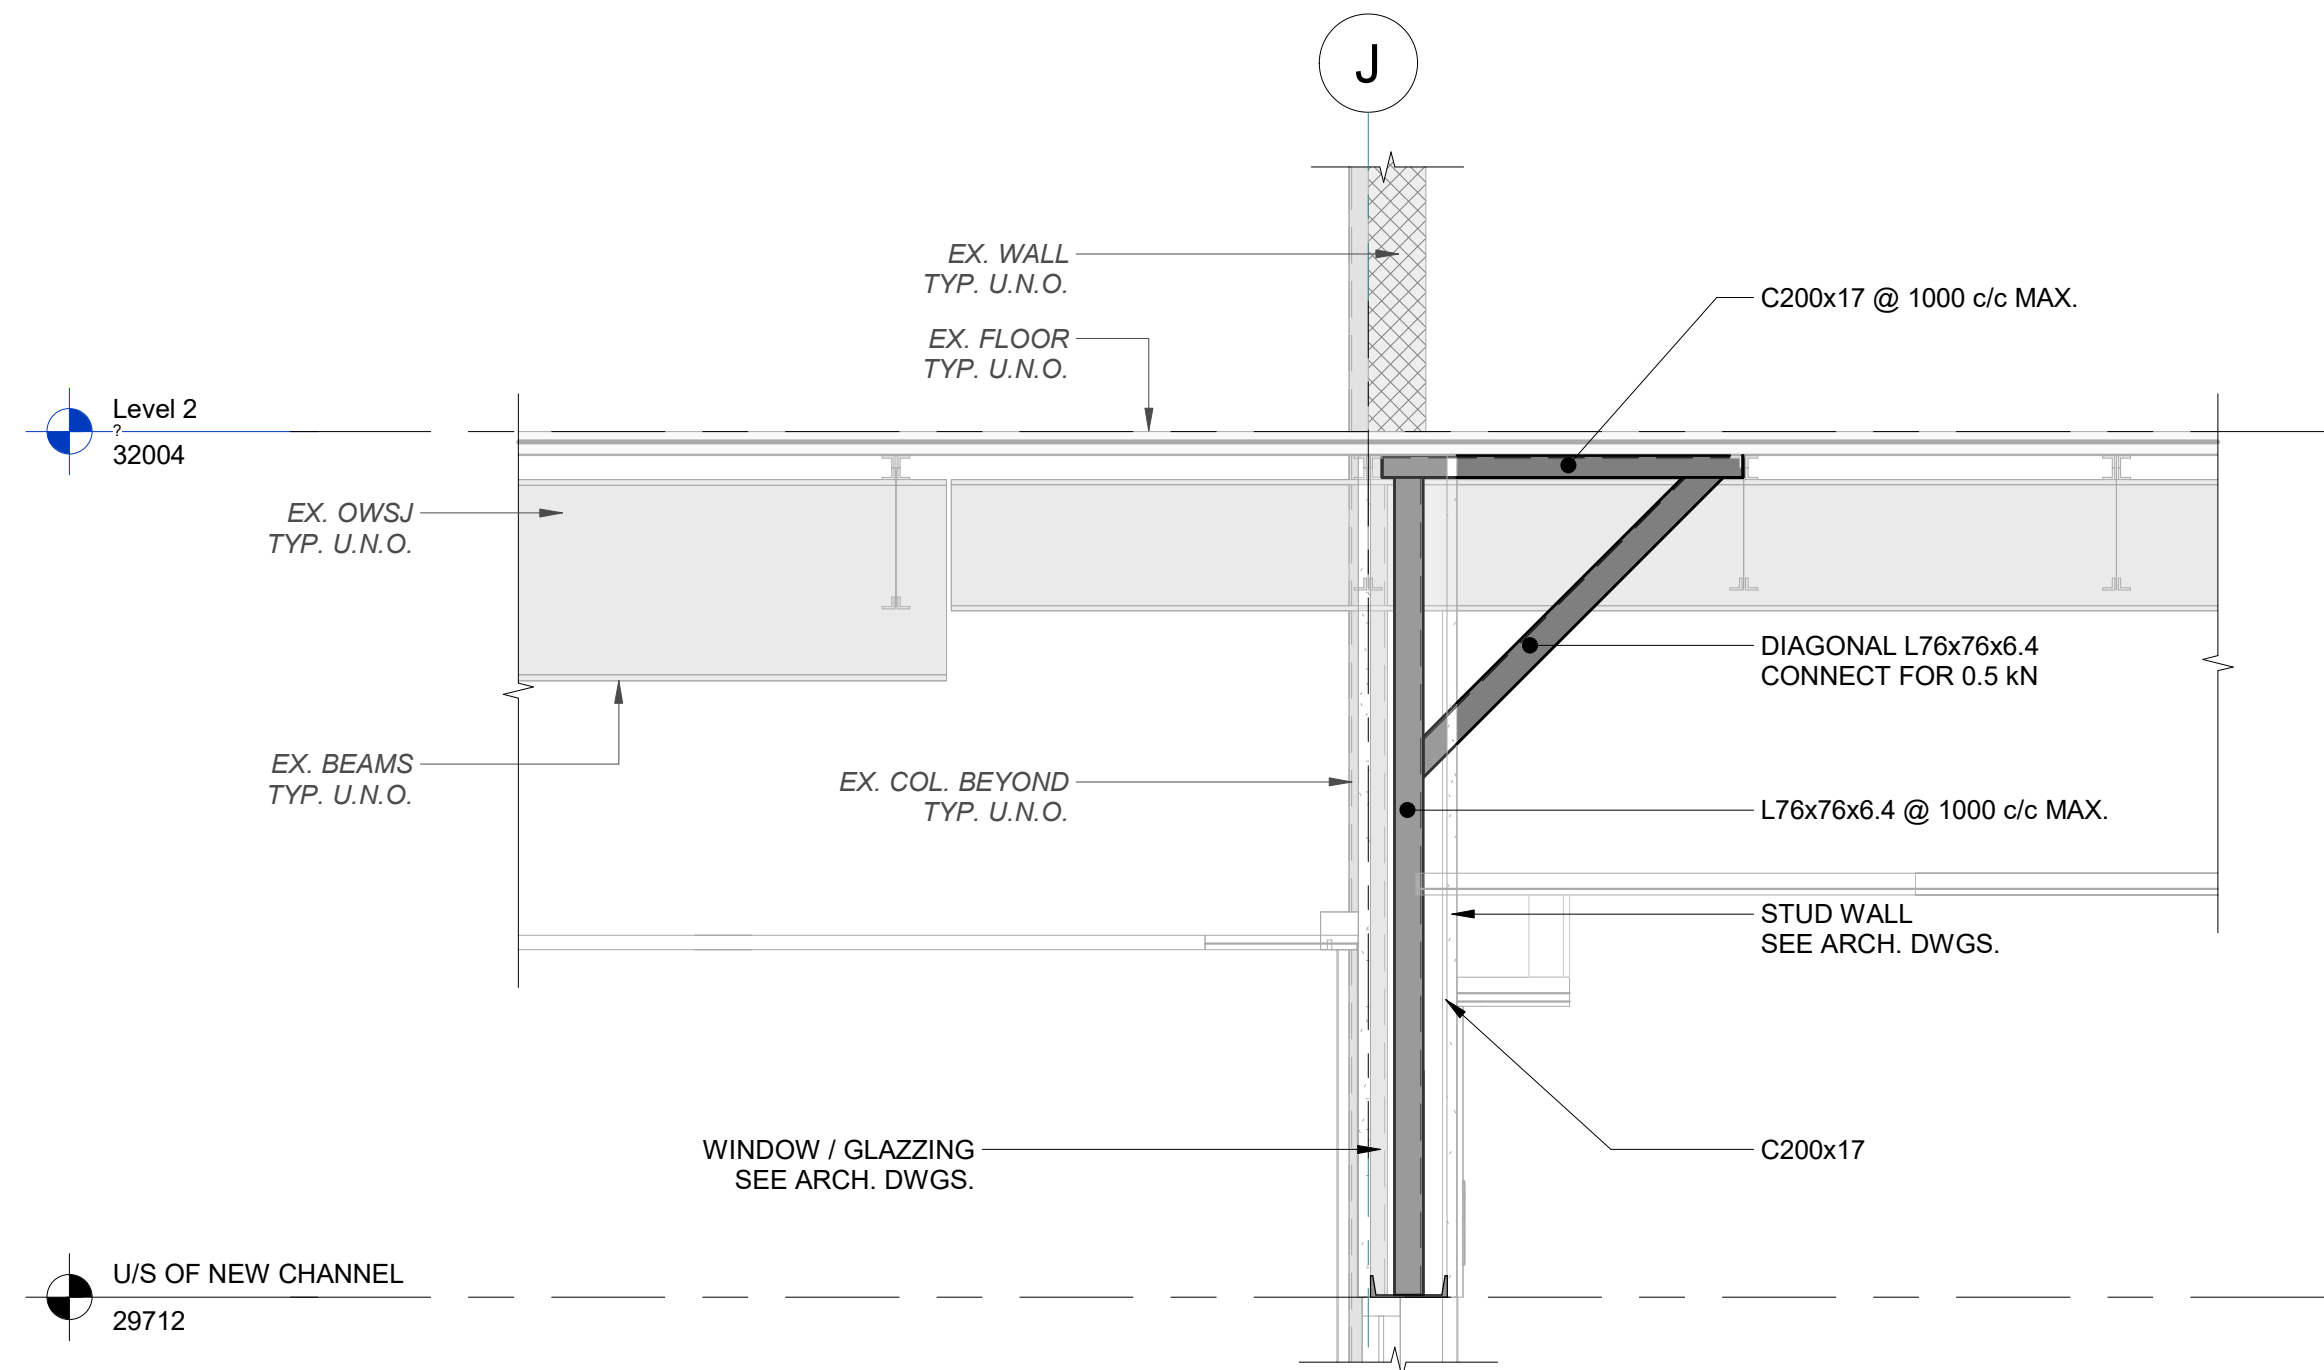 J
EX. WALL
TYP. U.N.O.
C200x17 @ 1000 c/c MAX.
EX. FLOOR
TYP. U.N.O.
Level 2
?
32004
EX. OWSJ
TYP. U.N.O.
DIAGONAL L76x76x6.4
CONNECT FOR 0.5 kN
EX. BEAMS
TYP. U.N.O.
EX. COL. BEYOND
TYP. U.N.O.
L76x76x6.4 @ 1000 c/c MAX.
STUD WALL
SEE ARCH. DWGS.
WINDOW / GLAZZING
SEE ARCH. DWGS.
C200x17
U/S OF NEW CHANNEL
29712